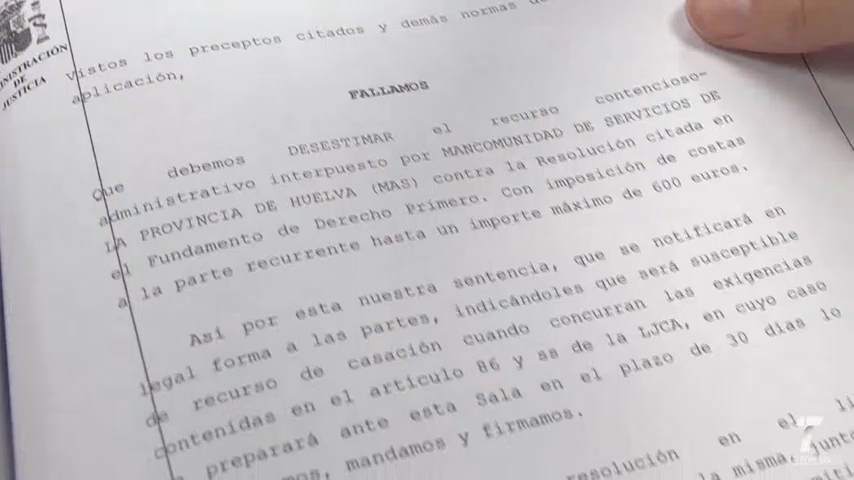 Vistos los preceptos citados y demás normas de
aplicación,
FALLAMOS
Que debemos DESESTIMAR el recurso contencioso-
administrativo interpuesto por MANCOMUNIDAD DE SERVICIOS DE
LA PROVINCIA DE HUELVA (MAS) contra la Resolución citada en
el Fundamento de Derecho Primero. Con imposición de costas
a la parte recurrente hasta un importe máximo de 600 euros.
Así por esta nuestra sentencia, que se notificará en
legal forma a las partes, indicándoles que será susceptible
de recurso de casación cuando concurran las exigencias
contenidas en el artículo 86 y ss de la LJCA, en cuyo caso
preparará ante esta Sala en el plazo de 30 días lo
mos, mandamos y firmamos.
resolución en el
la misma, junto
DE
JUSTICIA